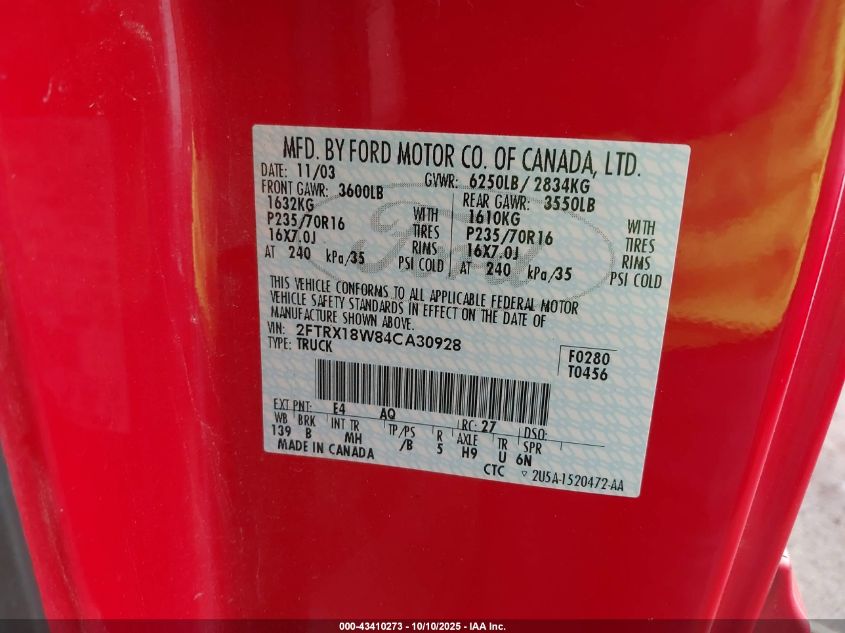 MFD. BY FORD MOTOR CO. OF CANADA, LTD.
DATE: 11/03 GVWR: 6250LB/ 2834KG
FRONT GAWR: 3600LB REAR GAWR: 3550LB
1632KG WITH 1610KG WITH
P235/70R16 TIRES P235/70R16 TIRES
16X7.0J RIMS 16X7.0J RIMS
AT 240 kPa/35 PSI COLD AT 240 kPa/35 PSI COLD
THIS VEHICLE CONFORMS TO ALL APPLICABLE FEDERAL MOTOR
VEHICLE SAFETY STANDARDS IN EFFECT ON THE DATE OF
MANUFACTURE SHOWN ABOVE.
VIN: 2FTRX18W84CA30928
TYPE: TRUCK
F0280
T0456
EXT PNT: E4 AQ RC: 27 DSO:
WB BRK INT TR TP/PS R AXLE TR SPR
139 B MH /B 5 H9 U 6N
MADE IN CANADA CTC 2U5A-1520472-AA
Ford
000-43410273 - 10/10/2025 - IAA Inc.